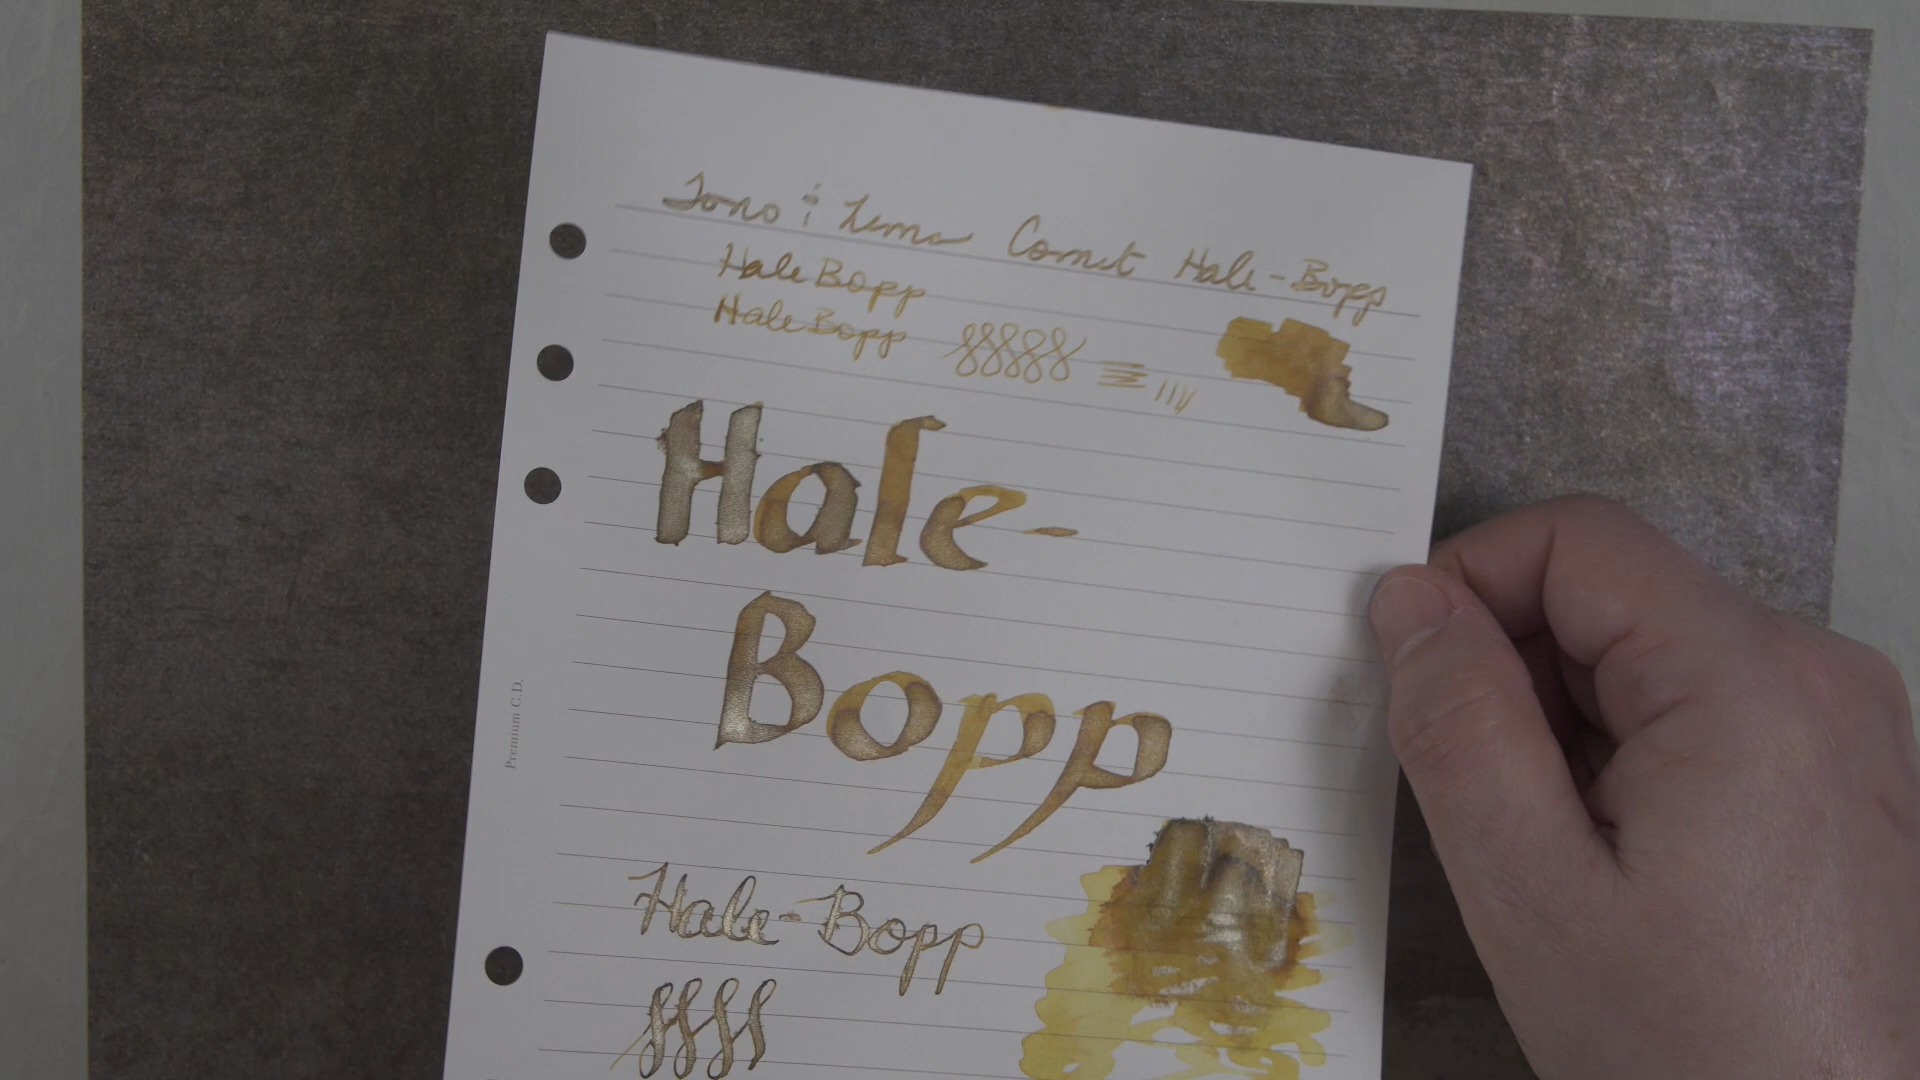 Tono & Lims Comet Hale-Bopp
Hale Bopp
Hale Bopp
Hale-
Bopp
Hale-Bopp
Premium C.D.